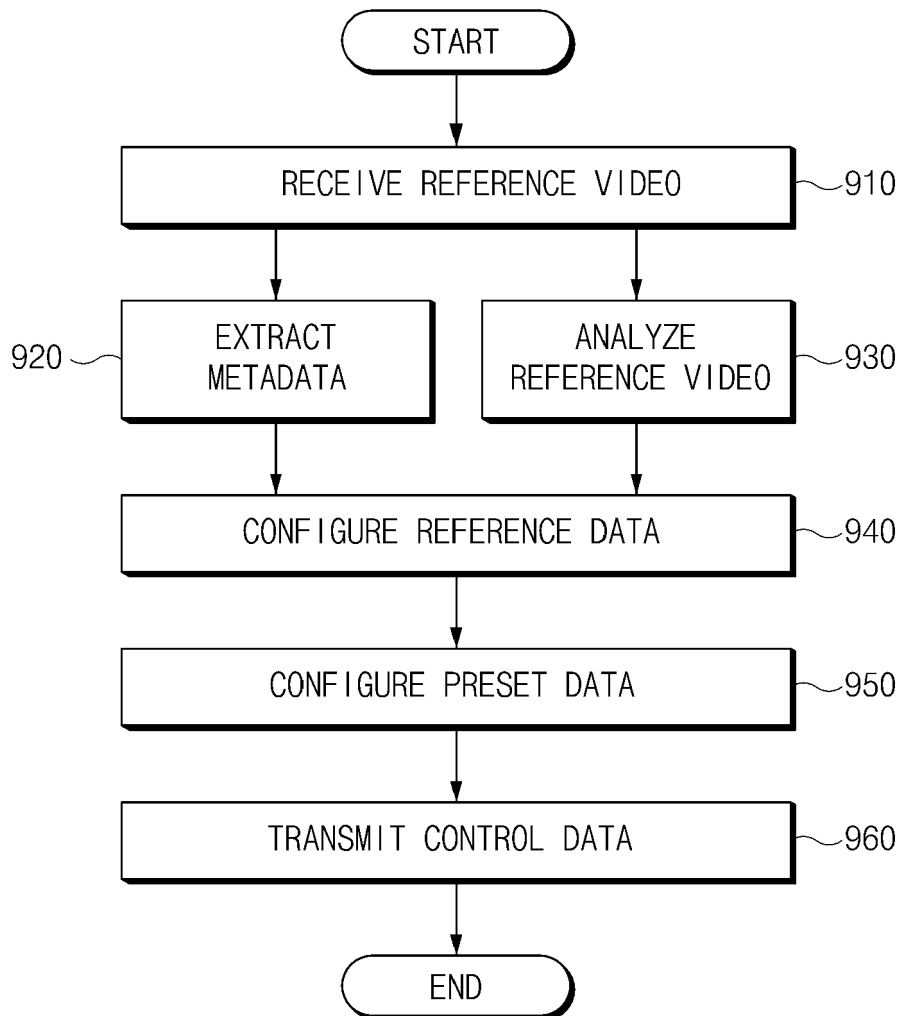 START
RECEIVE REFERENCE VIDEO
910
920
EXTRACT
METADATA
ANALYZE
REFERENCE VIDEO
930
CONFIGURE REFERENCE DATA
940
CONFIGURE PRESET DATA
950
TRANSMIT CONTROL DATA
960
END